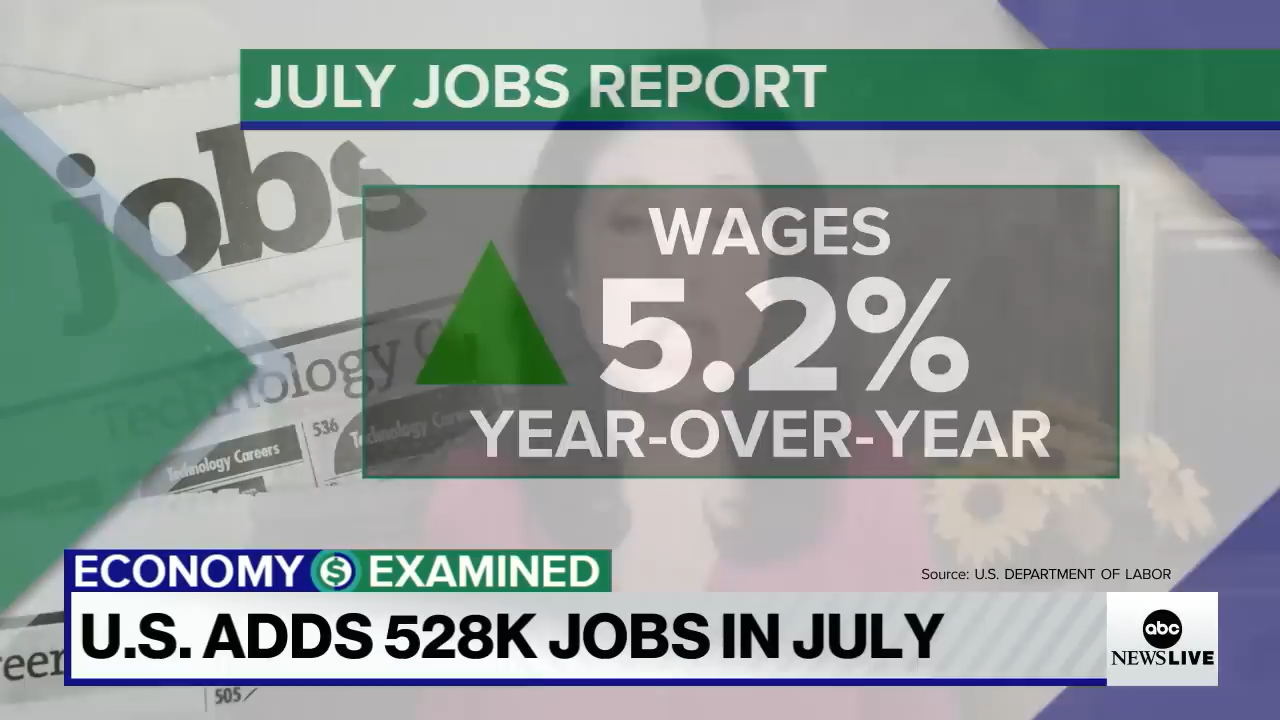 JULY JOBS REPORT
jobs
WAGES
5.2%
YEAR-OVER-YEAR
Technology
536
Technology Careers
Technology
ECONOMY $ EXAMINED
Source: U.S. DEPARTMENT OF LABOR
U.S. ADDS 528K JOBS IN JULY
abc
NEWS LIVE
eer
505